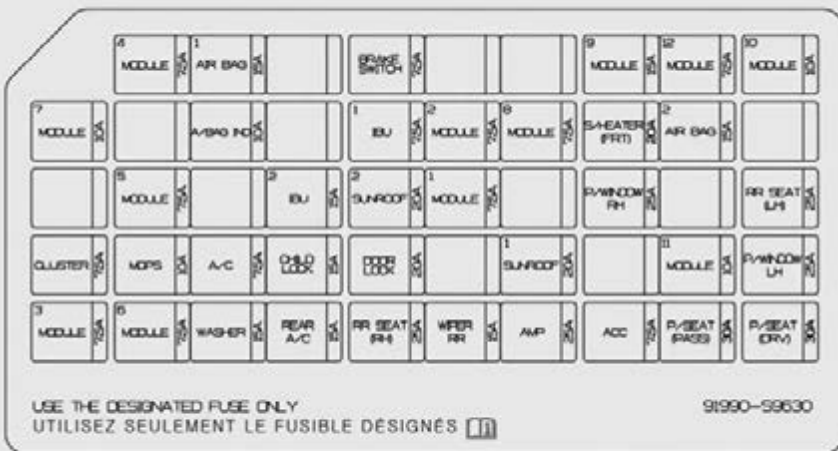 4 MODULE 7.5A 1 AIR BAG 15A BRAKE SWITCH 7.5A 9 MODULE 15A 12 MODULE 7.5A 10 MODULE 10A
7 MODULE 10A A/BAG IND 10A 1 IBU 7.5A 2 MODULE 7.5A 8 MODULE 7.5A S/HEATER (FRT) 20A 2 AIR BAG 15A
5 MODULE 7.5A 2 IBU 15A 2 SUNROOF 20A 1 MODULE 7.5A P/WINDOW RH 25A RR SEAT (LH) 25A
CLUSTER 7.5A MDPS 10A A/C 7.5A CHILD LOCK 15A DOOR LOCK 20A 1 SUNROOF 20A 11 MODULE 10A P/WINDOW LH 25A
3 MODULE 7.5A 6 MODULE 7.5A WASHER 15A REAR A/C 15A RR SEAT (RH) 25A WIPER RR 15A AMP 25A ACC 7.5A P/SEAT (PASS) 30A P/SEAT (DRV) 30A
USE THE DESIGNATED FUSE ONLY 91990-S9630
UTILISEZ SEULEMENT LE FUSIBLE DÉSIGNÉS